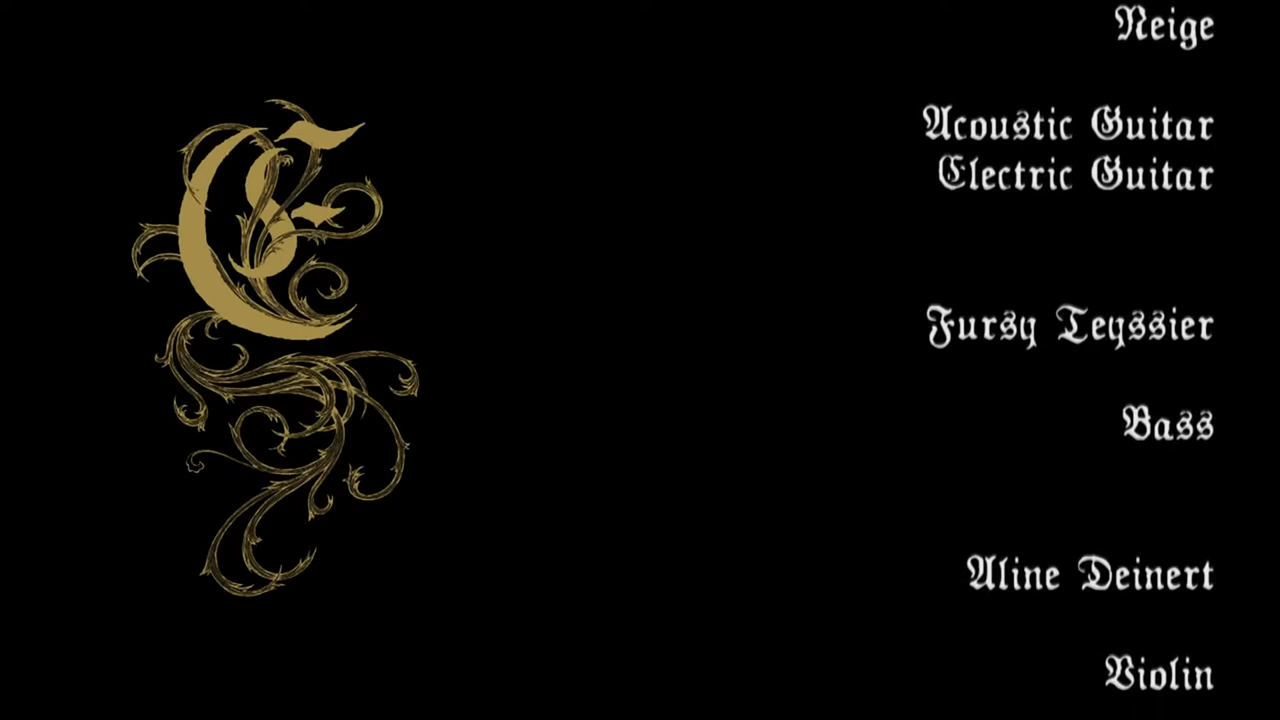 Neige
Acoustic Guitar
Electric Guitar
Fursy Teyssier
Bass
Aline Deinert
Violin